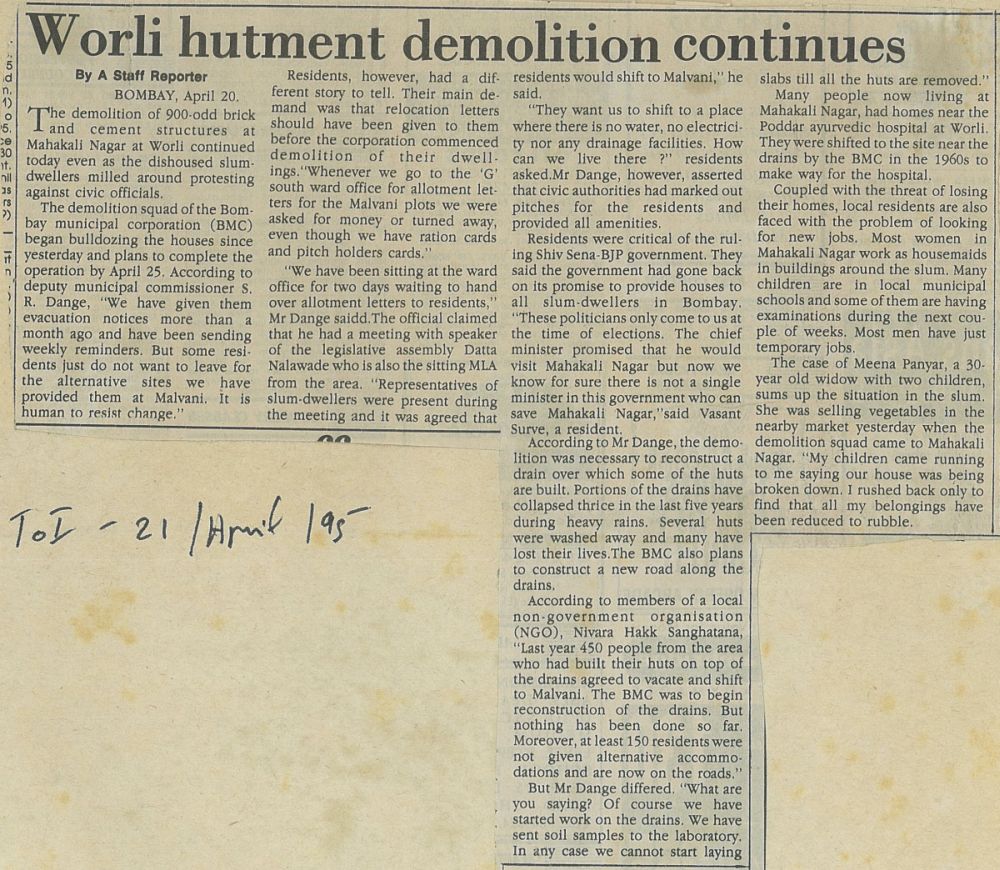 Worli hutment demolition continues
By A Staff Reporter
BOMBAY, April 20.
The demolition of 900-odd brick
and cement structures at
Mahakali Nagar at Worli continued
today even as the dishoused slum-
dwellers milled around protesting
against civic officials.
The demolition squad of the Bom-
bay municipal corporation (BMC)
began bulldozing the houses since
yesterday and plans to complete the
operation by April 25. According to
deputy municipal commissioner S.
R. Dange, "We have given them
evacuation notices more than a
month ago and have been sending
weekly reminders. But some resi-
dents just do not want to leave for
the alternative sites we have
provided them at Malvani. It is
human to resist change."
Residents, however, had a dif-
ferent story to tell. Their main de-
mand was that relocation letters
should have been given to them
before the corporation commenced
demolition of their dwell-
ings."Whenever we go to the 'G'
south ward office for allotment let-
ters for the Malvani plots we were
asked for money or turned away,
even though we have ration cards
and pitch holders cards."
"We have been sitting at the ward
office for two days waiting to hand
over allotment letters to residents,"
Mr Dange saidd.The official claimed
that he had a meeting with speaker
of the legislative assembly Datta
Nalawade who is also the sitting MLA
from the area. "Representatives of
slum-dwellers were present during
the meeting and it was agreed that
residents would shift to Malvani," he
said.
"They want us to shift to a place
where there is no water, no electrici-
ty nor any drainage facilities. How
can we live there ?" residents
asked.Mr Dange, however, asserted
that civic authorities had marked out
pitches for the residents and
provided all amenities.
Residents were critical of the rul-
ing Shiv Sena-BJP government. They
said the government had gone back
on its promise to provide houses to
all slum-dwellers in Bombay.
"These politicians only come to us at
the time of elections. The chief
minister promised that he would
visit Mahakali Nagar but now we
know for sure there is not a single
minister in this government who can
save Mahakali Nagar,"said Vasant
Surve, a resident.
According to Mr Dange, the demo-
lition was necessary to reconstruct a
drain over which some of the huts
are built. Portions of the drains have
collapsed thrice in the last five years
during heavy rains. Several huts
were washed away and many have
lost their lives.The BMC also plans
to construct a new road along the
drains.
According to members of a local
non-government organisation
(NGO), Nivara Hakk Sanghatana,
"Last year 450 people from the area
who had built their huts on top of
the drains agreed to vacate and shift
to Malvani. The BMC was to begin
reconstruction of the drains. But
nothing has been done so far.
Moreover, at least 150 residents were
not given alternative accommo-
dations and are now on the roads."
But Mr Dange differed. "What are
you saying? Of course we have
started work on the drains. We have
sent soil samples to the laboratory.
In any case we cannot start laying
slabs till all the huts are removed."
Many people now living at
Mahakali Nagar, had homes near the
Poddar ayurvedic hospital at Worli.
They were shifted to the site near the
drains by the BMC in the 1960s to
make way for the hospital.
Coupled with the threat of losing
their homes, local residents are also
faced with the problem of looking
for new jobs. Most women in
Mahakali Nagar work as housemaids
in buildings around the slum. Many
children are in local municipal
schools and some of them are having
examinations during the next cou-
ple of weeks. Most men have just
temporary jobs.
The case of Meena Panyar, a 30-
year old widow with two children,
sums up the situation in the slum.
She was selling vegetables in the
nearby market yesterday when the
demolition squad came to Mahakali
Nagar. "My children came running
to me saying our house was being
broken down. I rushed back only to
find that all my belongings have
been reduced to rubble.
ToI - 21 /April /95